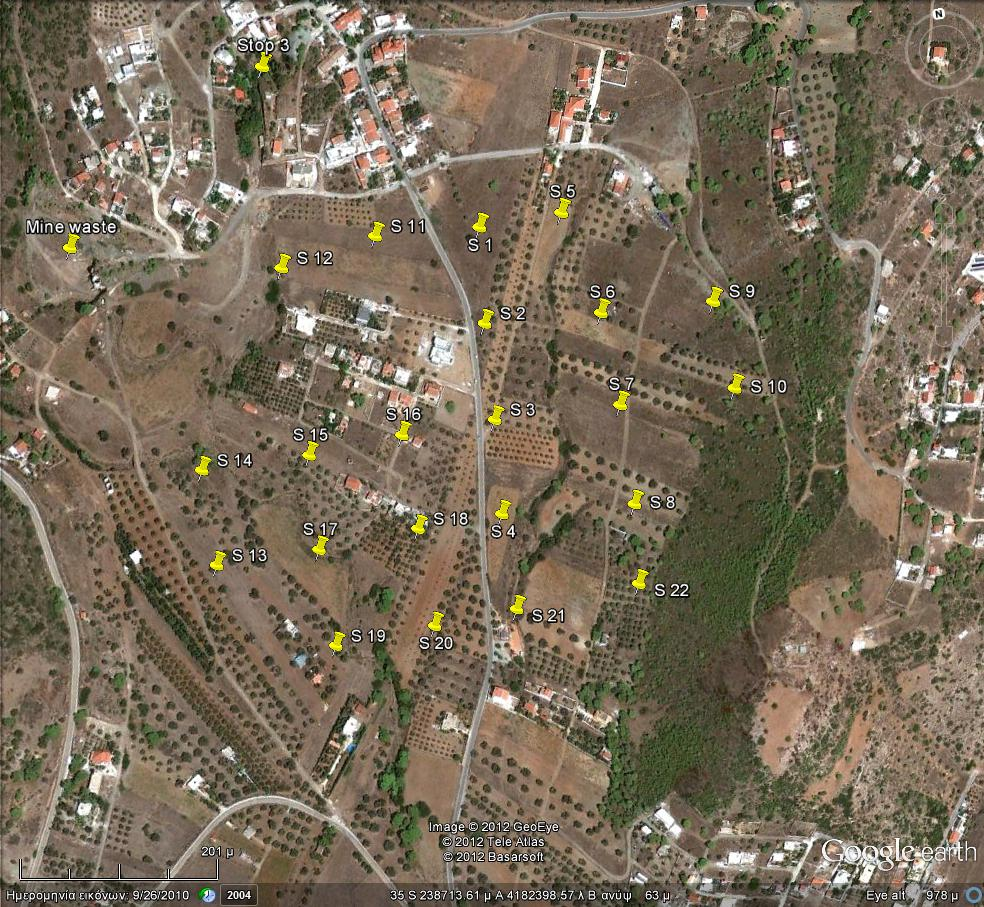 N
Stop 3
S 5
Mine waste
S 11
S 1
S 12
S 9
S 6
S 2
S 10
S 7
S 3
S 16
S 15
S 14
S 8
S 18
S 4
S 17
S 13
S 22
S 21
S 19
S 20
Image © 2012 GeoEye
© 2012 Tele Atlas
© 2012 Basarsoft
201 μ
Google earth
Ημερομηνία εικόνων: 9/26/2010 2004 35 S 238713.61 μ Α 4182398.57 λ Β ανύψ 63 μ Eye alt 978 μ